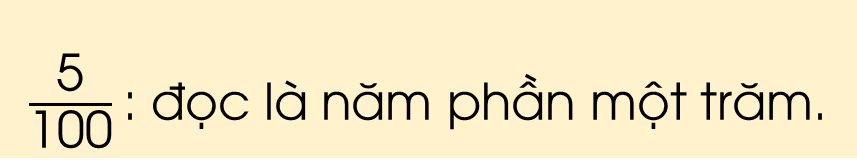 5/100 : đọc là năm phần một trăm.